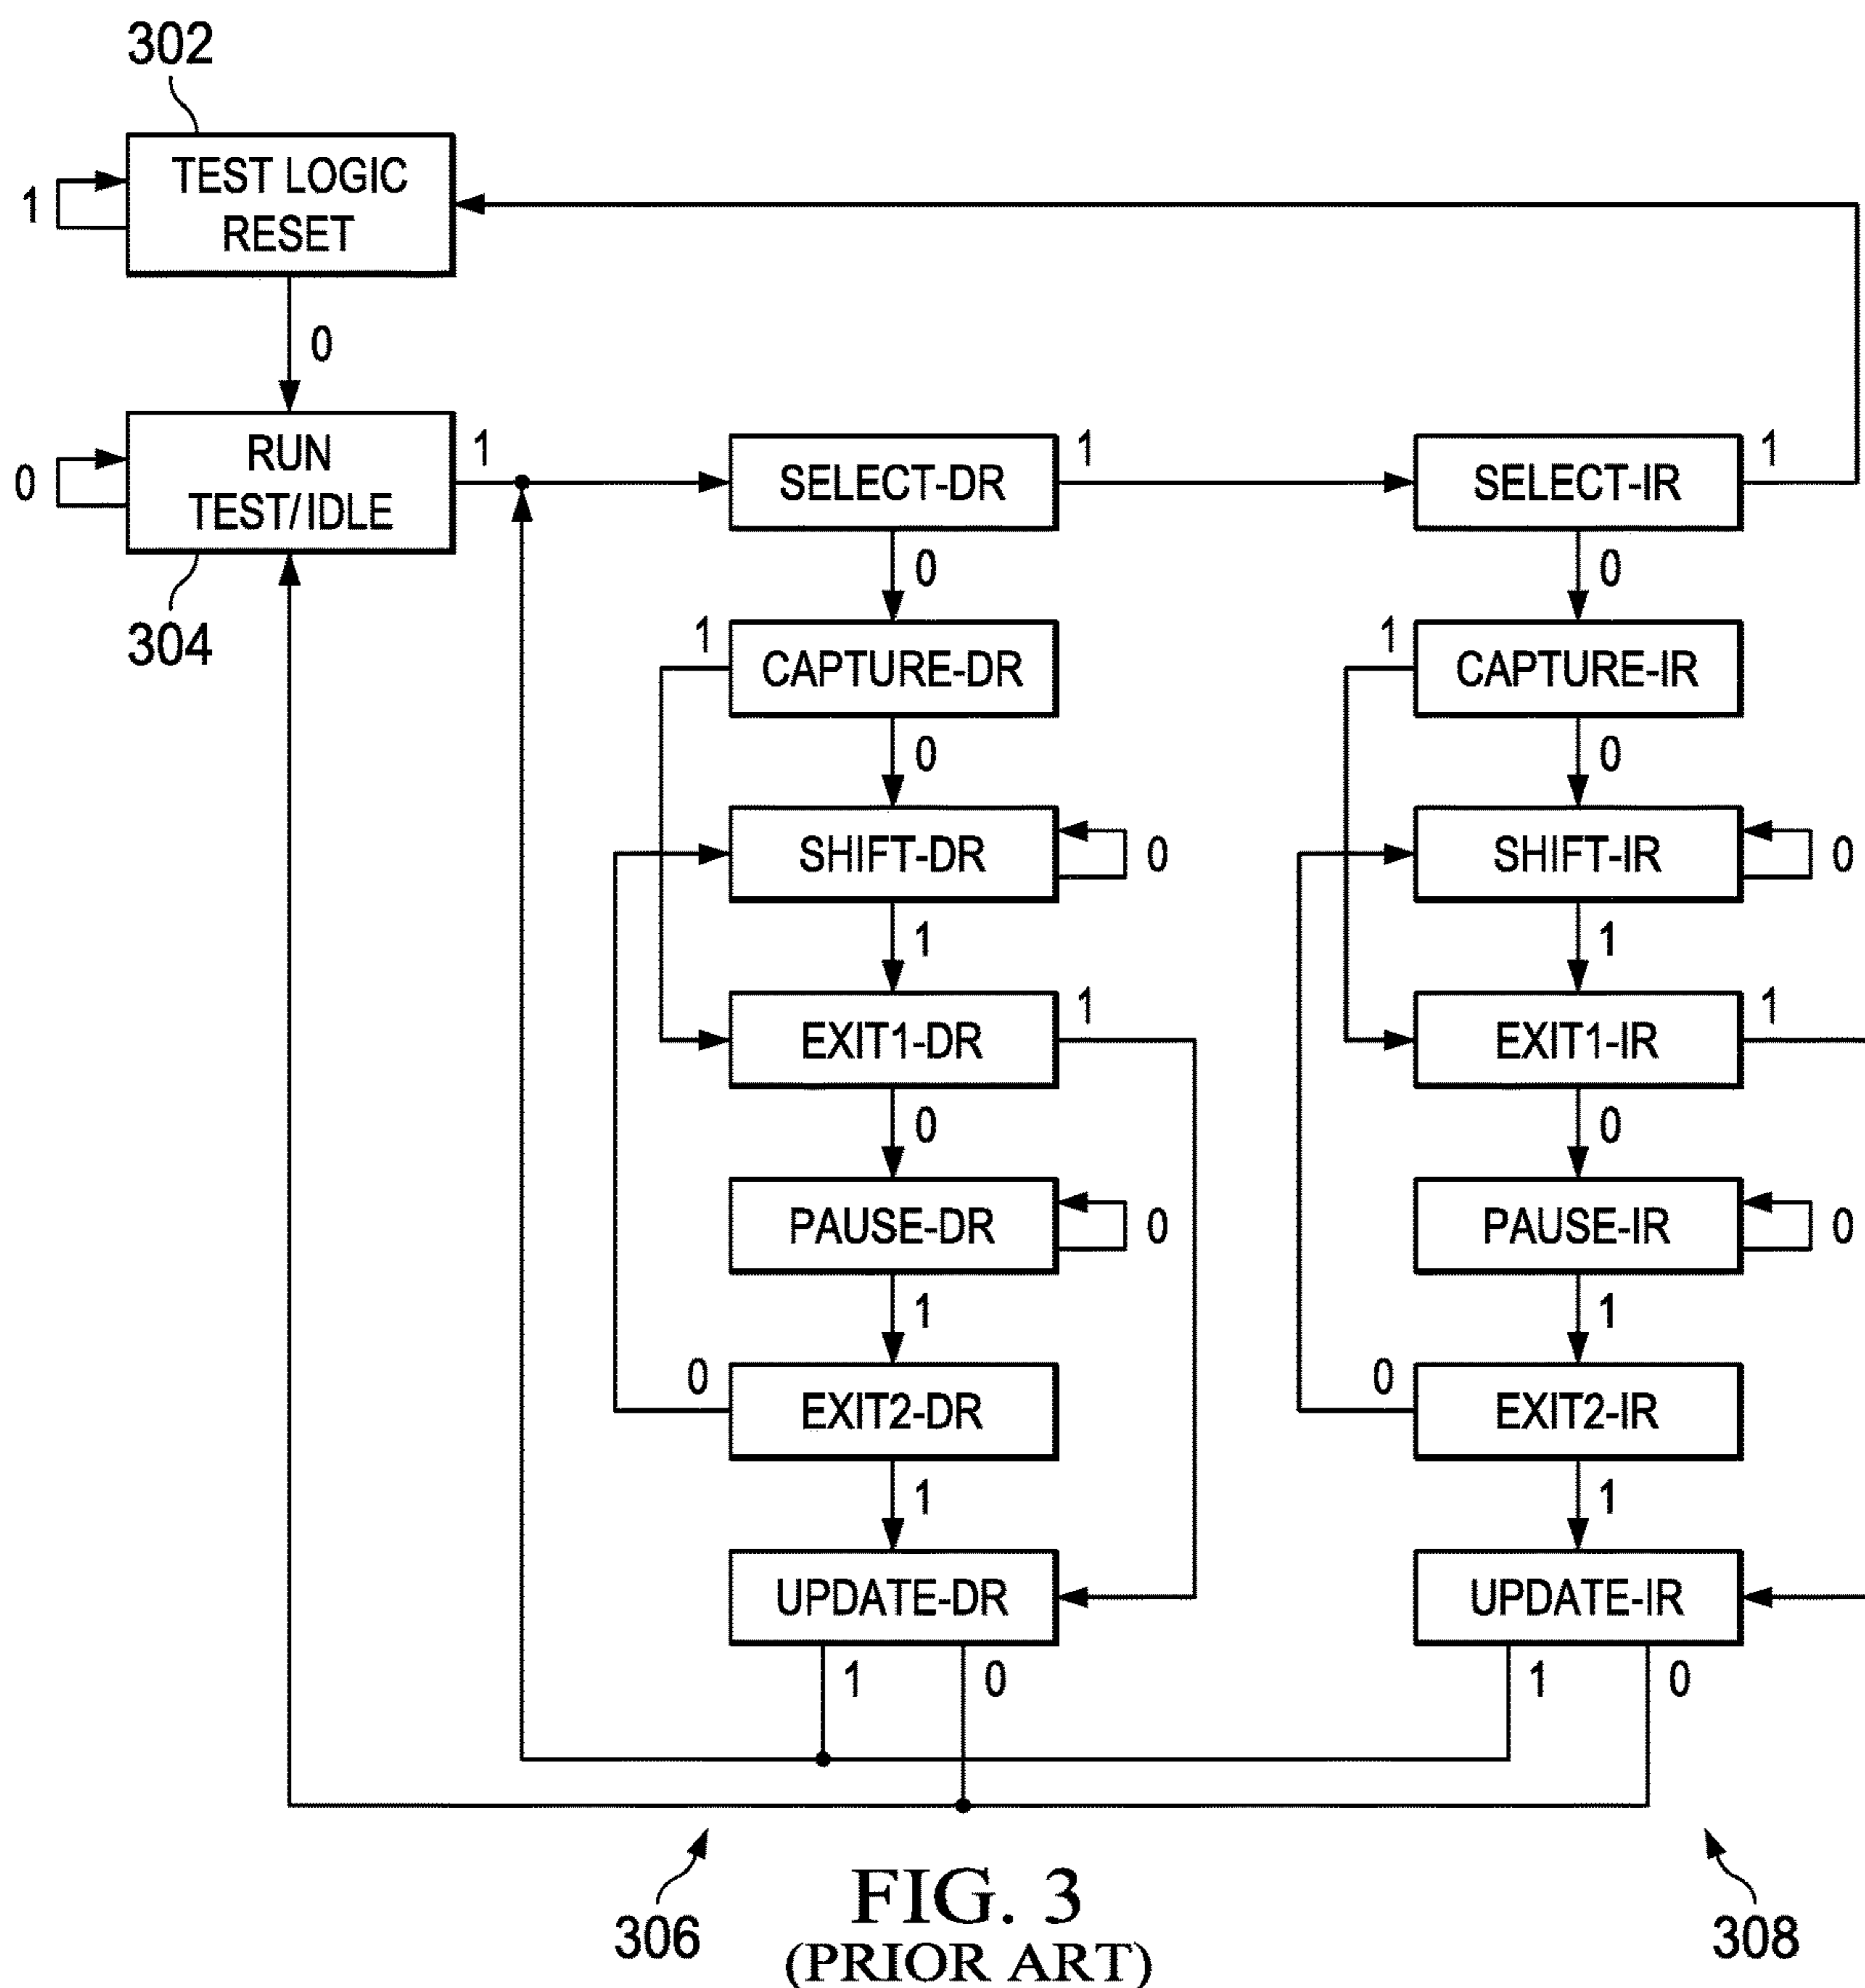 302
TEST LOGIC
RESET
1
0
RUN
TEST/IDLE
0
1
304
SELECT-DR
1
SELECT-IR
1
0
0
1
CAPTURE-DR
1
CAPTURE-IR
0
0
SHIFT-DR
0
SHIFT-IR
0
1
1
EXIT1-DR
1
EXIT1-IR
1
0
0
PAUSE-DR
0
PAUSE-IR
0
1
1
0
EXIT2-DR
0
EXIT2-IR
1
1
UPDATE-DR
UPDATE-IR
1
0
1
0
306
FIG. 3
(PRIOR ART)
308